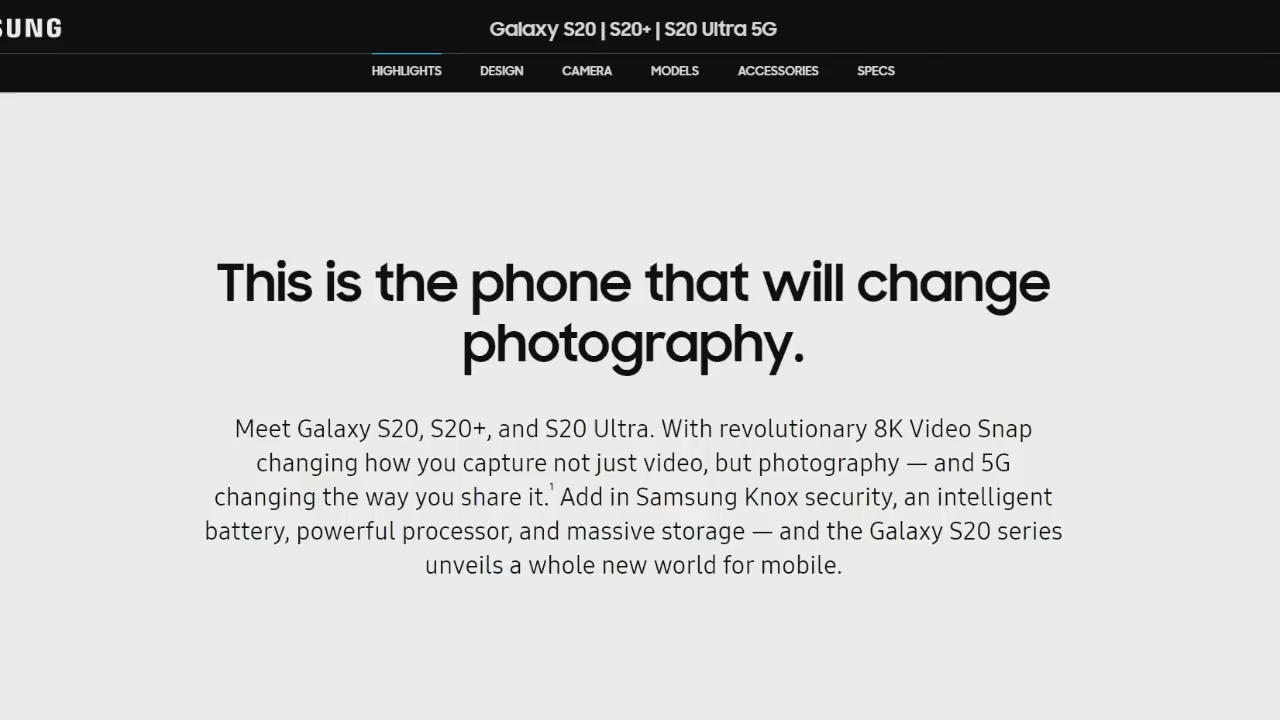 SUNG
Galaxy S20 | S20+ | S20 Ultra 5G
HIGHLIGHTS DESIGN CAMERA MODELS ACCESSORIES SPECS
This is the phone that will change
photography.
Meet Galaxy S20, S20+, and S20 Ultra. With revolutionary 8K Video Snap
changing how you capture not just video, but photography — and 5G
changing the way you share it.¹ Add in Samsung Knox security, an intelligent
battery, powerful processor, and massive storage — and the Galaxy S20 series
unveils a whole new world for mobile.